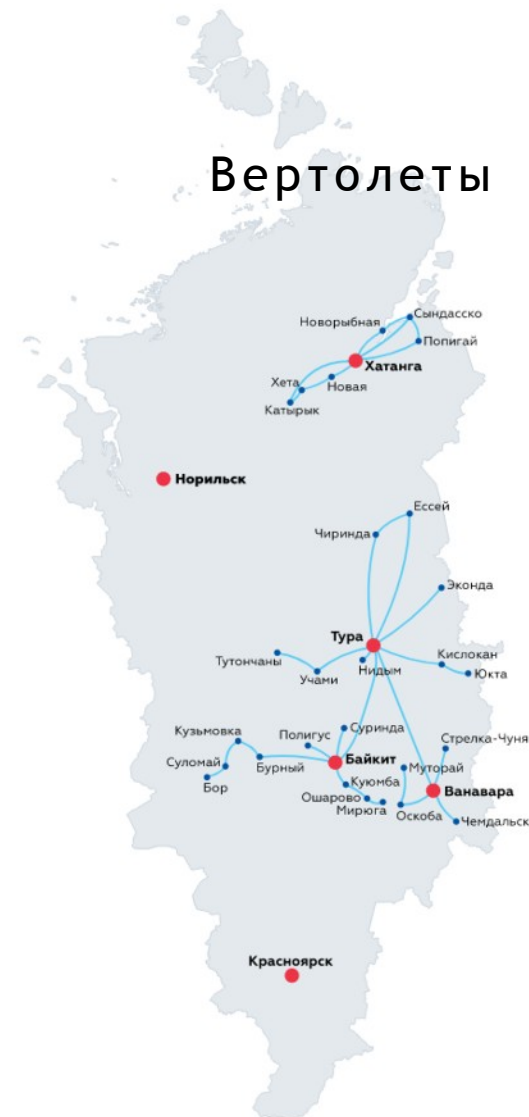 Вертолеты
Сындасско
Новорыбная
Попигай
Хатанга
Хета
Новая
Катырык
Норильск
Ессей
Чиринда
Эконда
Тура
Кислокан
Тутончаны
Нидым
Юкта
Учами
Кузьмовка
Полигус
Суринда
Стрелка-Чуня
Суломай
Бурный
Байкит
Муторай
Бор
Куюмба
Ванавара
Ошарово
Мирюга
Оскоба
Чемдальск
Красноярск